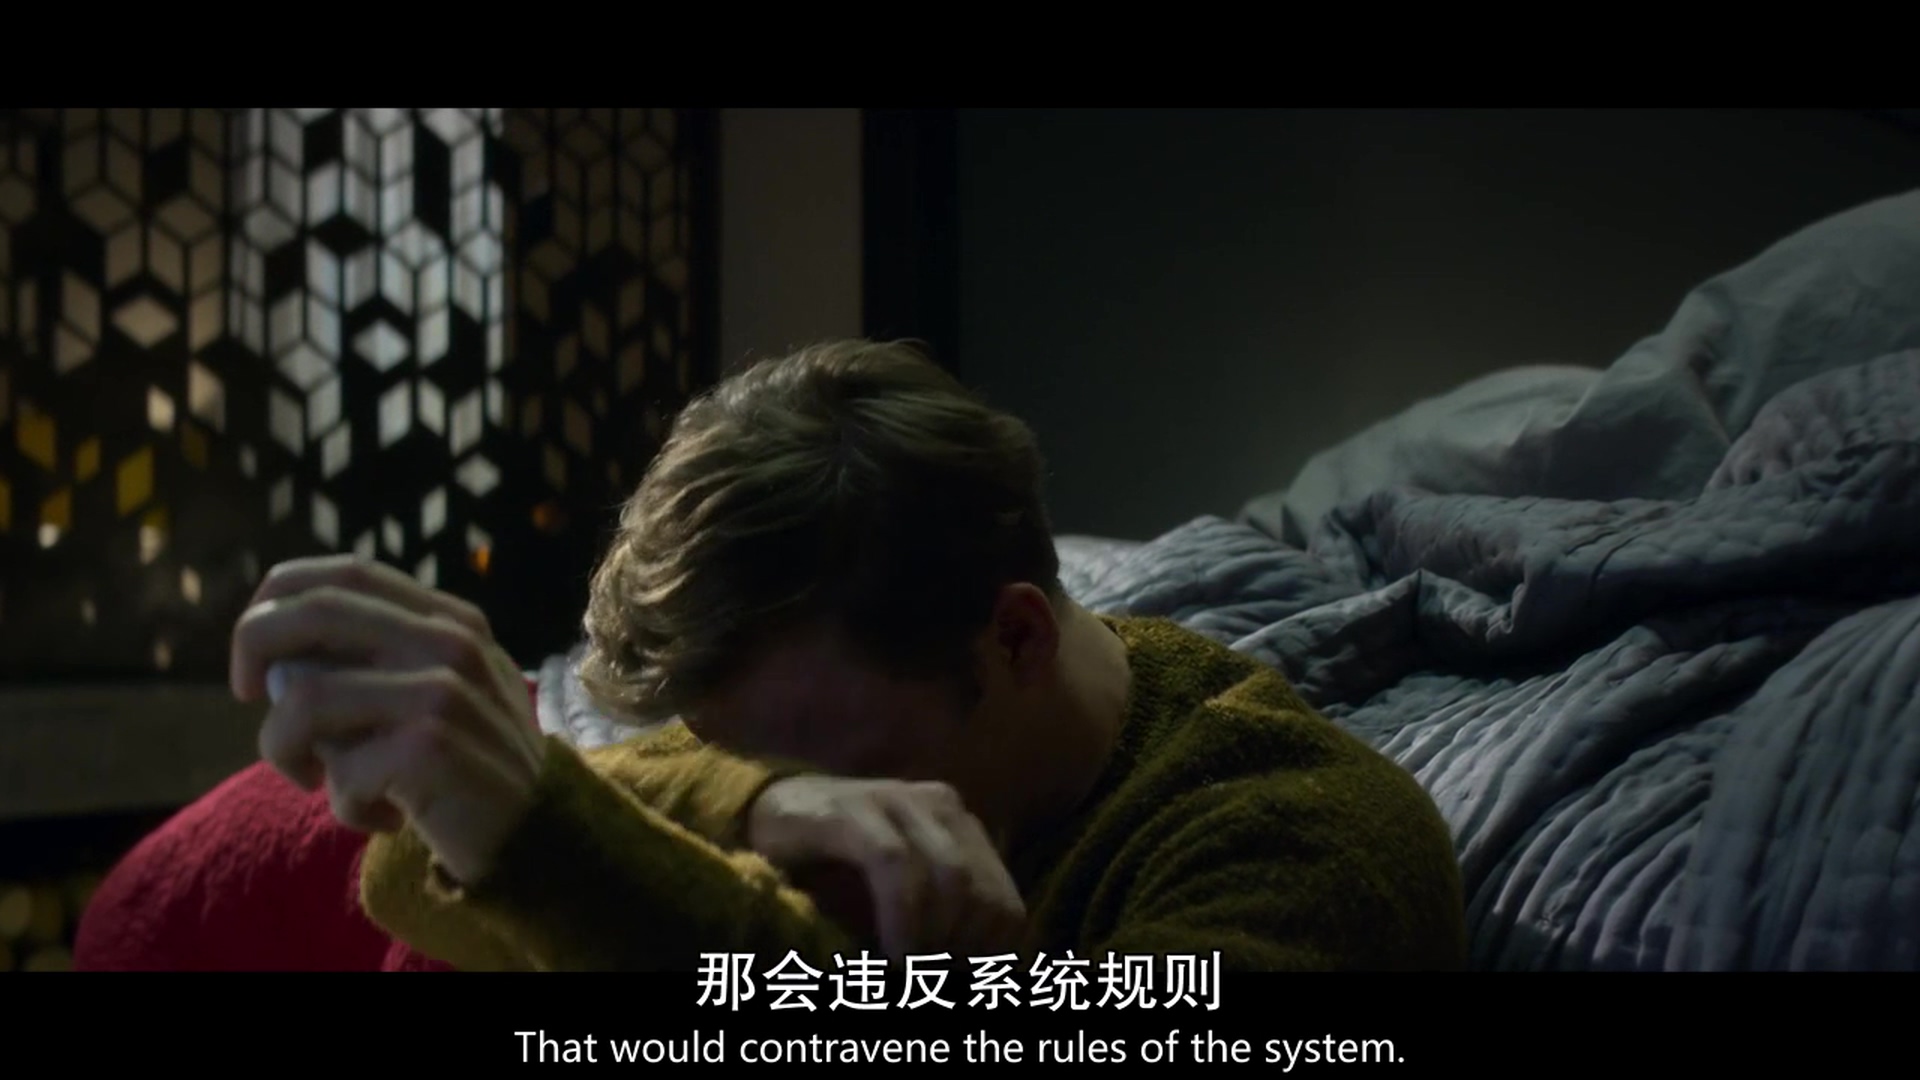 那会违反系统规则
That would contravene the rules of the system.